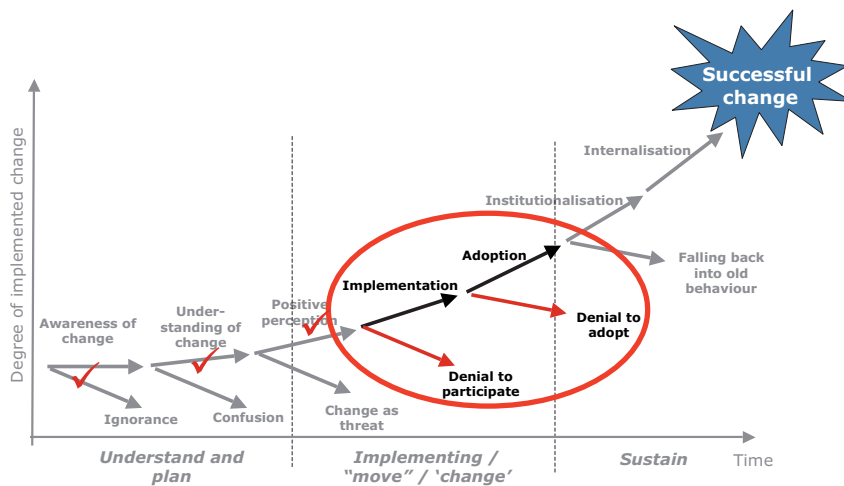 Successful
change
Internalisation
Institutionalisation
Adoption
Falling back
into old
behaviour
Implementation
Denial to
adopt
Positive
perception
Under-
standing of
change
Awareness of
change
Denial to
participate
Change as
threat
Confusion
Ignorance
Degree of implemented change
Understand and
plan
Implementing /
“move” / ‘change’
Sustain
Time